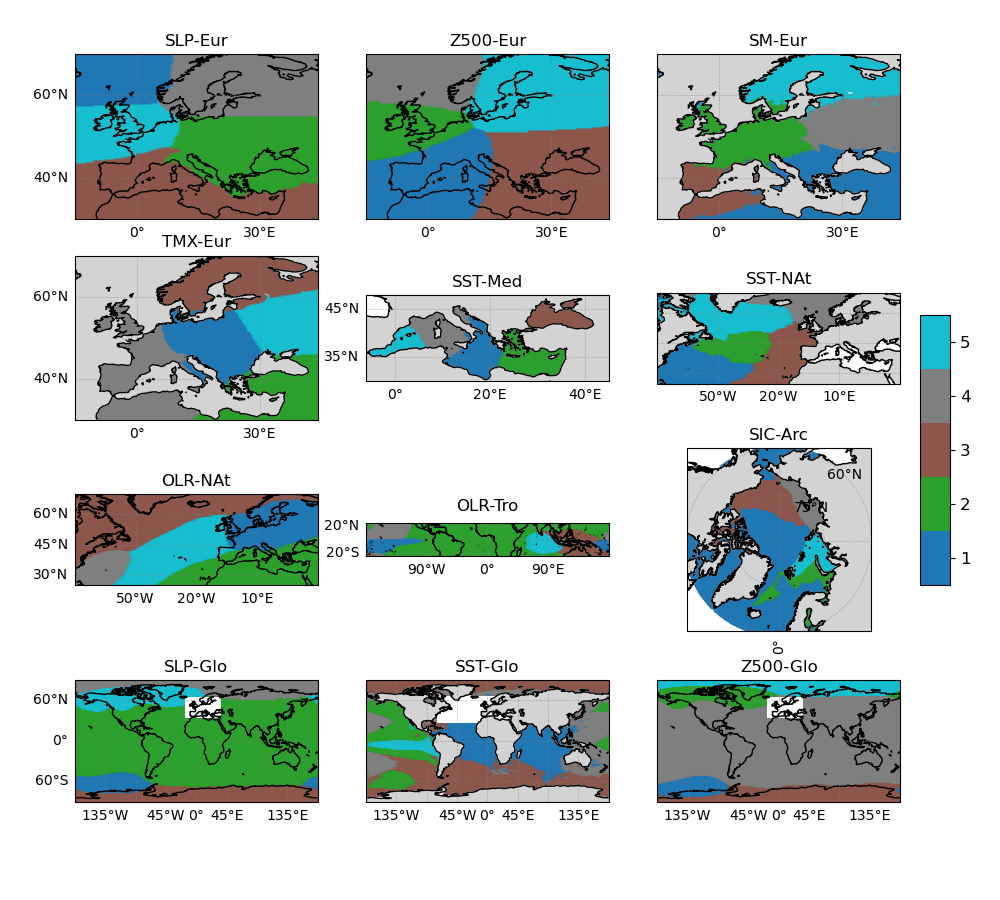 SLP-Eur Z500-Eur SM-Eur
60°N
40°N
0° 30°E 0° 30°E 0° 30°E
TMX-Eur SST-Med SST-NAt
60°N 45°N
40°N 35°N
0° 30°E 0° 20°E 40°E 50°W 20°W 10°E
5
4
3
2
1
OLR-NAt OLR-Tro SIC-Arc
60°N 20°N 60°N
45°N 20°S 75°N
30°N
50°W 20°W 10°E 90°W 0° 90°E 0°
SLP-Glo SST-Glo Z500-Glo
60°N
0°
60°S
135°W 45°W 0° 45°E 135°E 135°W 45°W 0° 45°E 135°E 135°W 45°W 0° 45°E 135°E